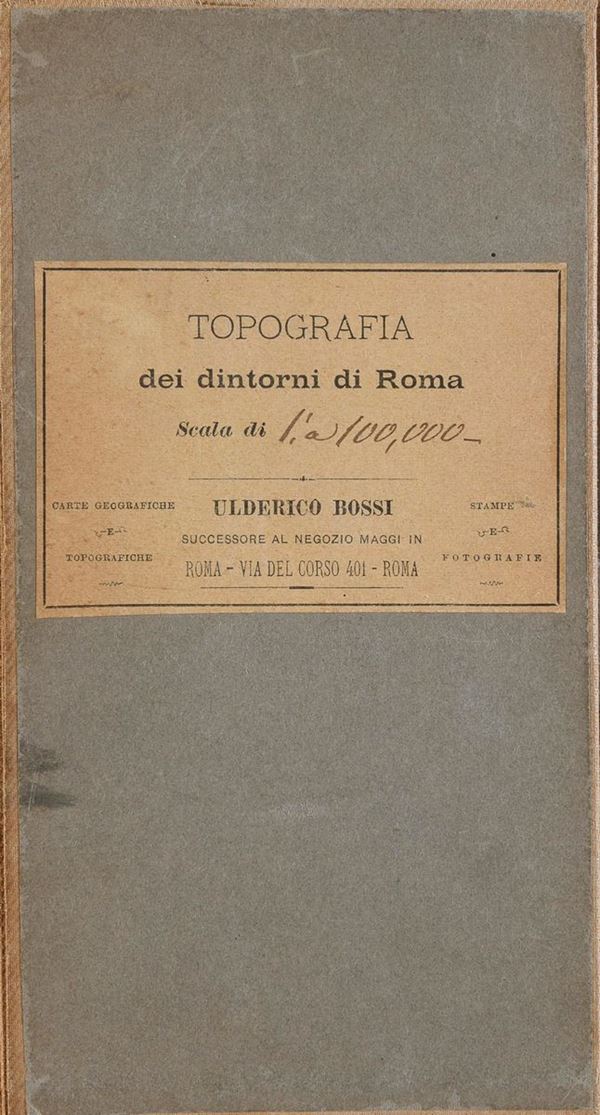 TOPOGRAFIA
dei dintorni di Roma
Scala di 1. a 100,000
CARTE GEOGRAFICHE
E
TOPOGRAFICHE
ULDERICO BOSSI
SUCCESSORE AL NEGOZIO MAGGI IN
ROMA - VIA DEL CORSO 401 - ROMA
STAMPE
E
FOTOGRAFIE